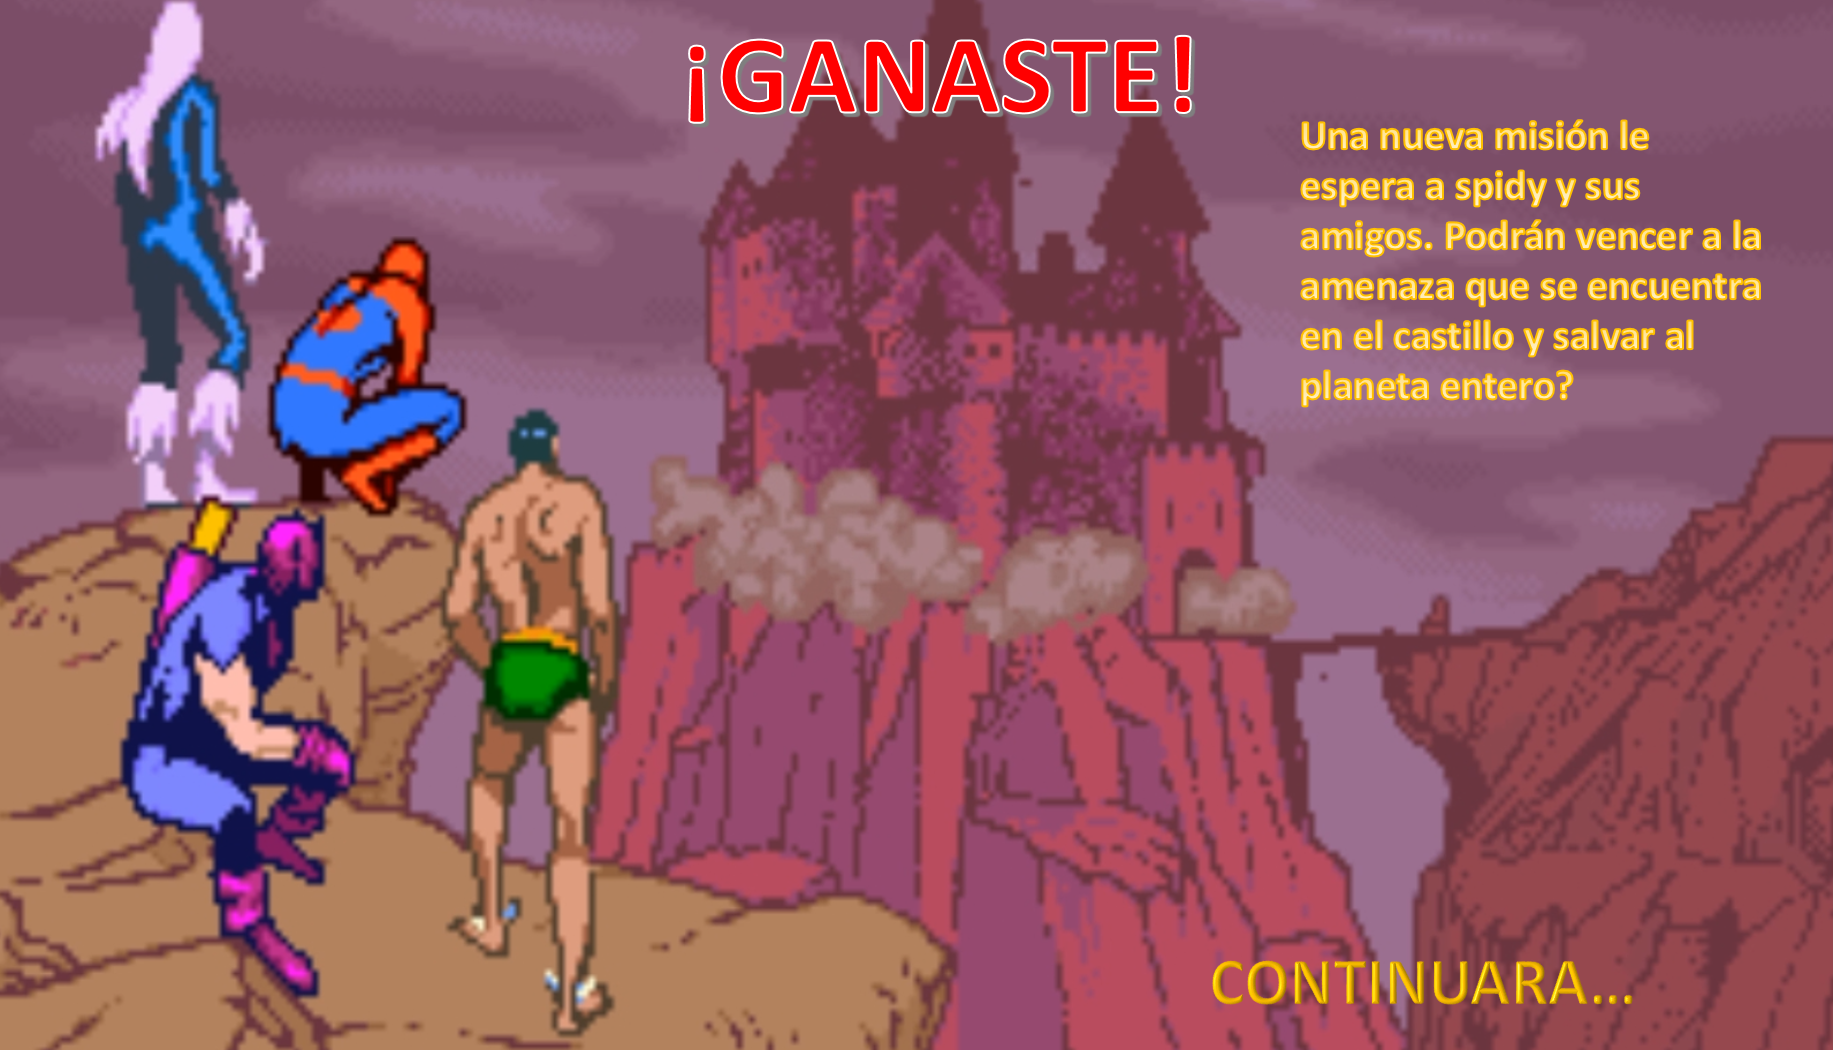 ¡GANASTE!
Una nueva misión le
espera a spidy y sus
amigos. Podrán vencer a la
amenaza que se encuentra
en el castillo y salvar al
planeta entero?
CONTINUARA...